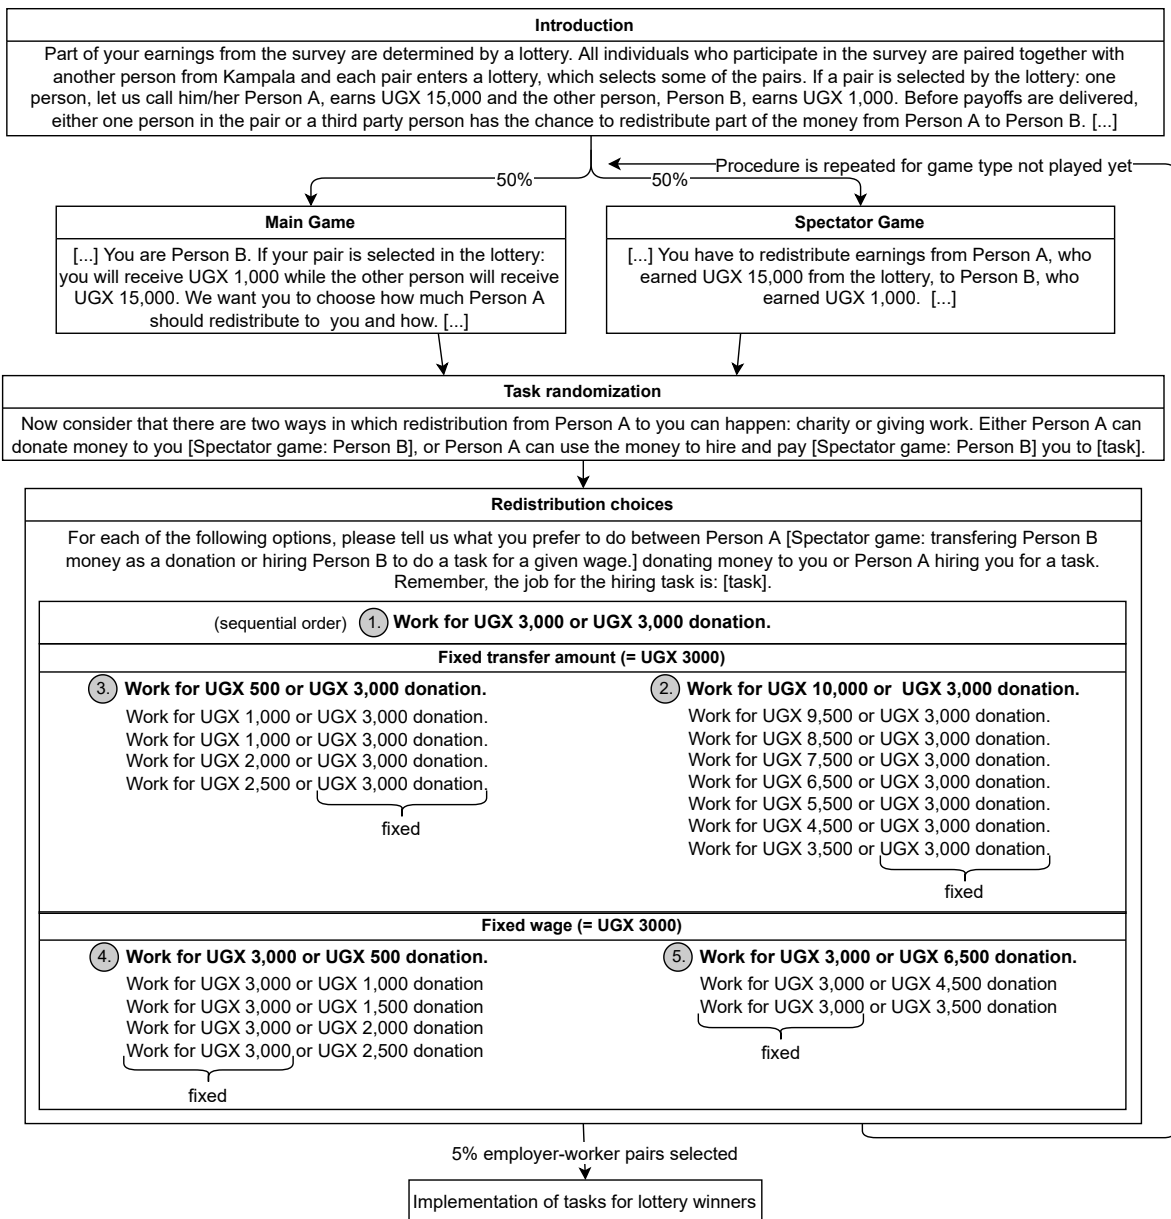 Introduction
Part of your earnings from the survey are determined by a lottery. All individuals who participate in the survey are paired together with
another person from Kampala and each pair enters a lottery, which selects some of the pairs. If a pair is selected by the lottery: one
person, let us call him/her Person A, earns UGX 15,000 and the other person, Person B, earns UGX 1,000. Before payoffs are delivered,
either one person in the pair or a third party person has the chance to redistribute part of the money from Person A to Person B. [...]
Procedure is repeated for game type not played yet
50%
50%
Main Game
[...] You are Person B. If your pair is selected in the lottery:
you will receive UGX 1,000 while the other person will receive
UGX 15,000. We want you to choose how much Person A
should redistribute to you and how. [...]
Spectator Game
[...] You have to redistribute earnings from Person A, who
earned UGX 15,000 from the lottery, to Person B, who
earned UGX 1,000. [...]
Task randomization
Now consider that there are two ways in which redistribution from Person A to you can happen: charity or giving work. Either Person A can
donate money to you [Spectator game: Person B], or Person A can use the money to hire and pay [Spectator game: Person B] you to [task].
Redistribution choices
For each of the following options, please tell us what you prefer to do between Person A [Spectator game: transfering Person B
money as a donation or hiring Person B to do a task for a given wage.] donating money to you or Person A hiring you for a task.
Remember, the job for the hiring task is: [task].
(sequential order) 1. Work for UGX 3,000 or UGX 3,000 donation.
Fixed transfer amount (= UGX 3000)
3. Work for UGX 500 or UGX 3,000 donation.
Work for UGX 1,000 or UGX 3,000 donation.
Work for UGX 1,000 or UGX 3,000 donation.
Work for UGX 2,000 or UGX 3,000 donation.
Work for UGX 2,500 or UGX 3,000 donation.
fixed
2. Work for UGX 10,000 or UGX 3,000 donation.
Work for UGX 9,500 or UGX 3,000 donation.
Work for UGX 8,500 or UGX 3,000 donation.
Work for UGX 7,500 or UGX 3,000 donation.
Work for UGX 6,500 or UGX 3,000 donation.
Work for UGX 5,500 or UGX 3,000 donation.
Work for UGX 4,500 or UGX 3,000 donation.
Work for UGX 3,500 or UGX 3,000 donation.
fixed
Fixed wage (= UGX 3000)
4. Work for UGX 3,000 or UGX 500 donation.
Work for UGX 3,000 or UGX 1,000 donation
Work for UGX 3,000 or UGX 1,500 donation
Work for UGX 3,000 or UGX 2,000 donation
Work for UGX 3,000 or UGX 2,500 donation
fixed
5. Work for UGX 3,000 or UGX 6,500 donation.
Work for UGX 3,000 or UGX 4,500 donation
Work for UGX 3,000 or UGX 3,500 donation
fixed
5% employer-worker pairs selected
Implementation of tasks for lottery winners